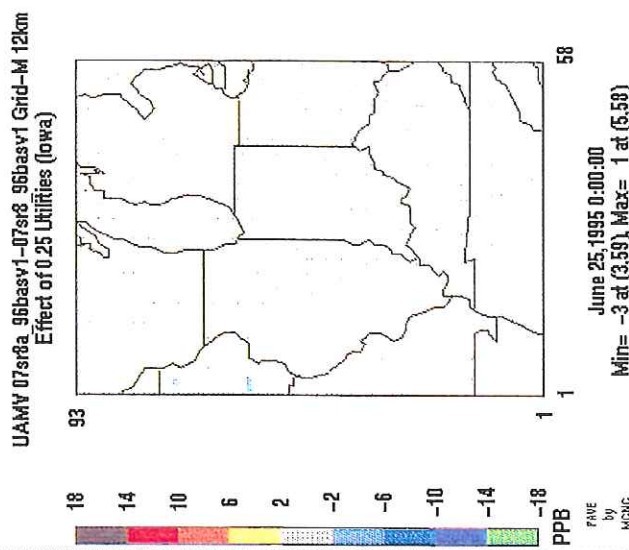 UAMV 07sr8a_96basv1-07sr8_96basv1 Grid-M 12km
Effect of 0.25 Utilities (Iowa)
18
14
10
6
2
-2
-6
-10
-14
-18
PPB
PAVE
by
MCNC
93
1
1
58
June 25,1995 0:00:00
Min= -3 at (3,59), Max= 1 at (5,58)